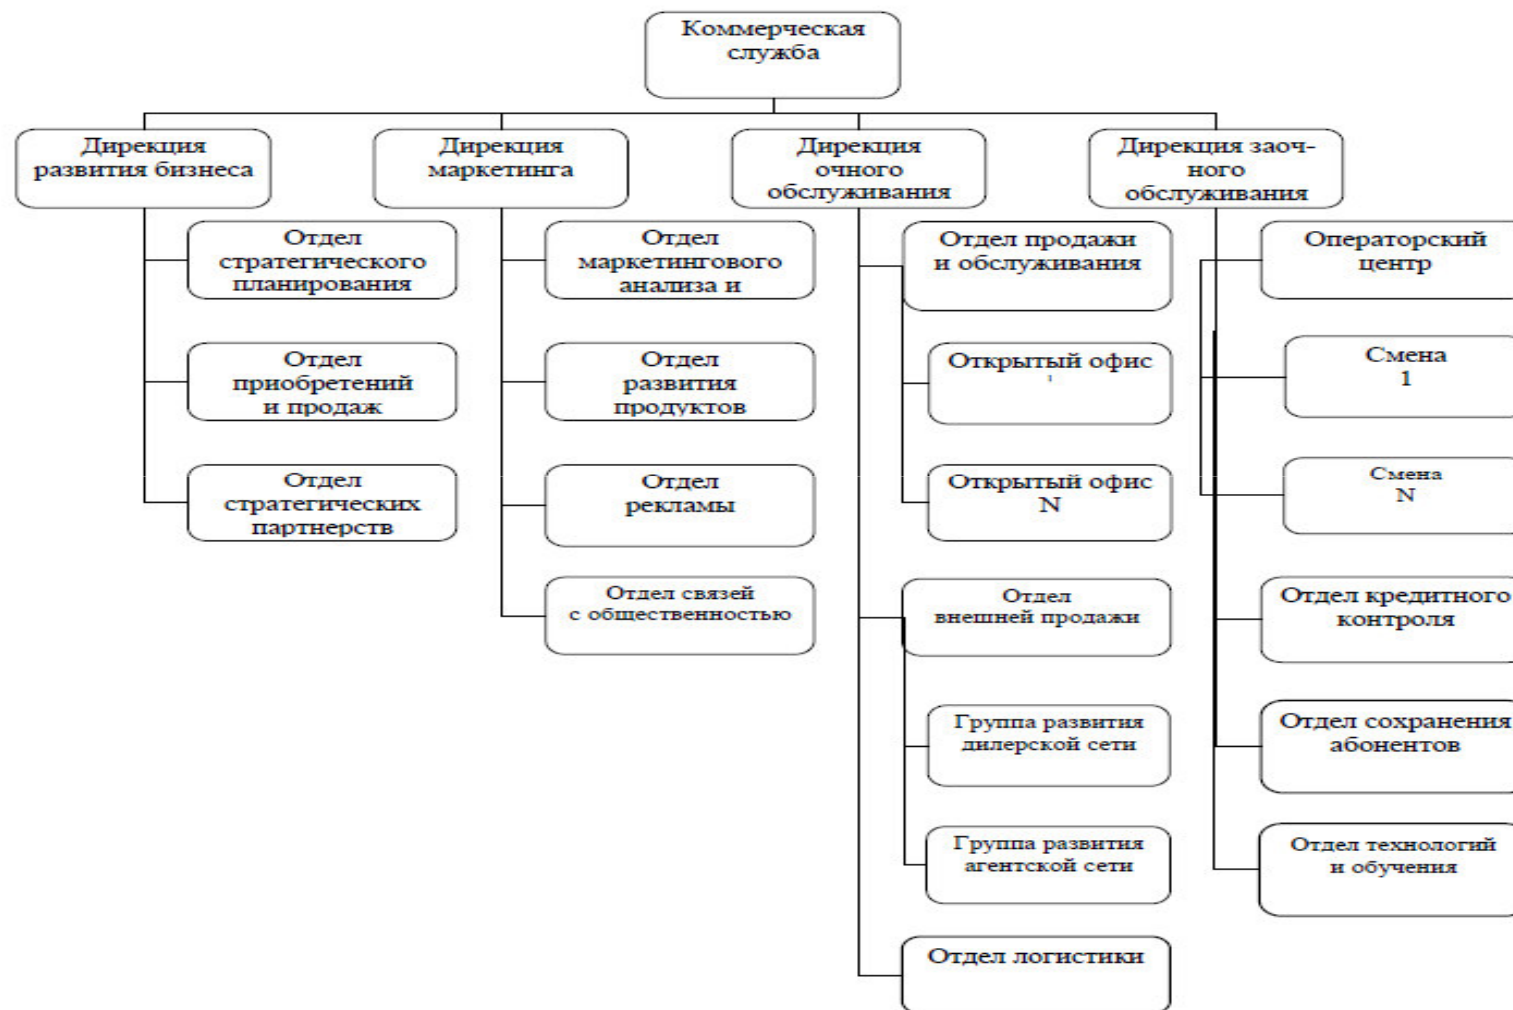 Коммерческая
служба
Дирекция
развития бизнеса
Дирекция
маркетинга
Дирекция
очного
обслуживания
Дирекция заоч-
ного
обслуживания
Отдел
стратегического
планирования
Отдел
приобретений
и продаж
Отдел
стратегических
партнерств
Отдел
маркетингового
анализа и
Отдел
развития
продуктов
Отдел
рекламы
Отдел связей
с общественностью
Отдел продажи
и обслуживания
Открытый офис
1
Открытый офис
N
Отдел
внешней продажи
Группа развития
дилерской сети
Группа развития
агентской сети
Отдел логистики
Операторский
центр
Смена
1
Смена
N
Отдел кредитного
контроля
Отдел сохранения
абонентов
Отдел технологий
и обучения